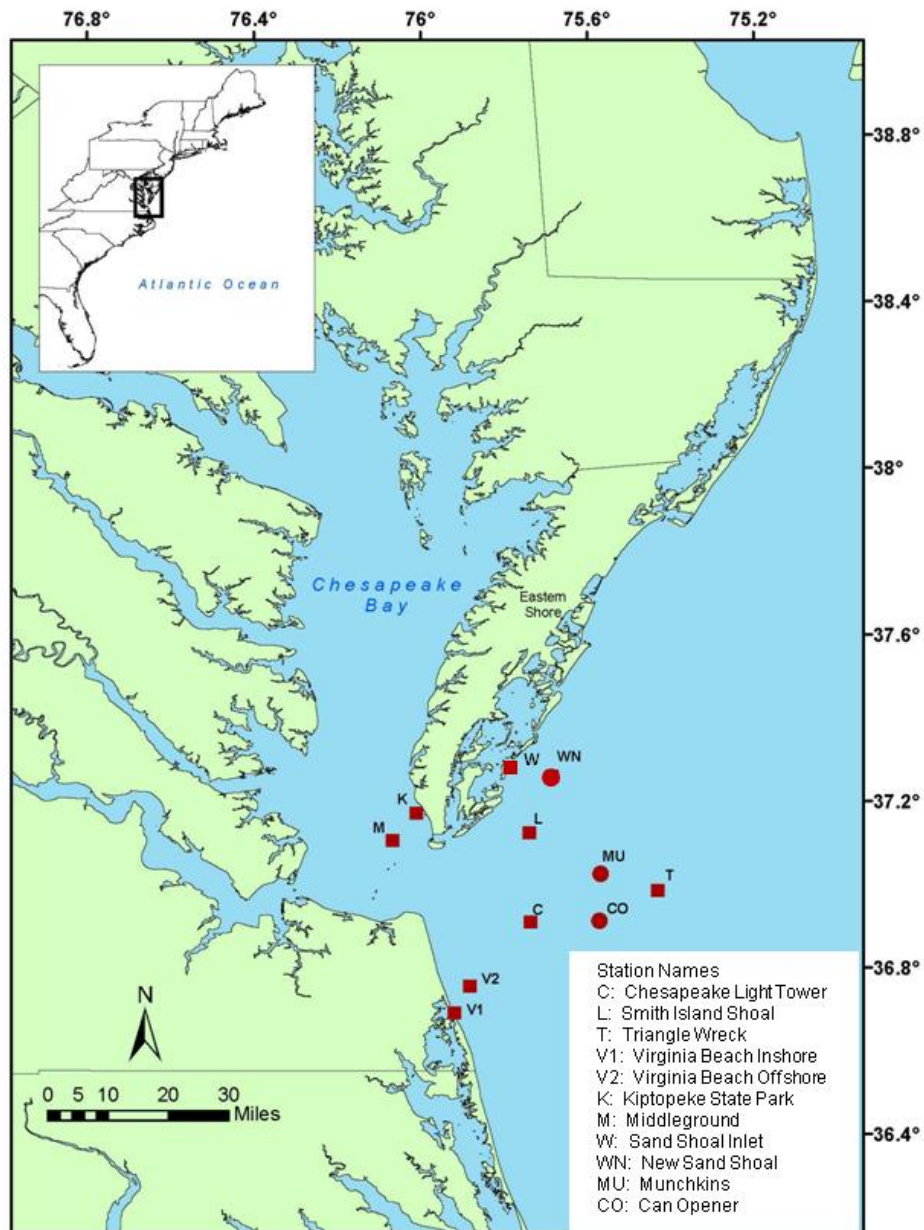 76.8° 76.4° 76° 75.6° 75.2°
Atlantic Ocean
38.8°
38.4°
38°
Chesapeake
Bay
Eastern
Shore
37.6°
W WN
37.2°
K
L
M
MU
T
C CO
36.8°
V2
V1
N
0 5 10 20 30
Miles
36.4°
Station Names
C: Chesapeake Light Tower
L: Smith Island Shoal
T: Triangle Wreck
V1: Virginia Beach Inshore
V2: Virginia Beach Offshore
K: Kiptopeke State Park
M: Middleground
W: Sand Shoal Inlet
WN: New Sand Shoal
MU: Munchkins
CO: Can Opener